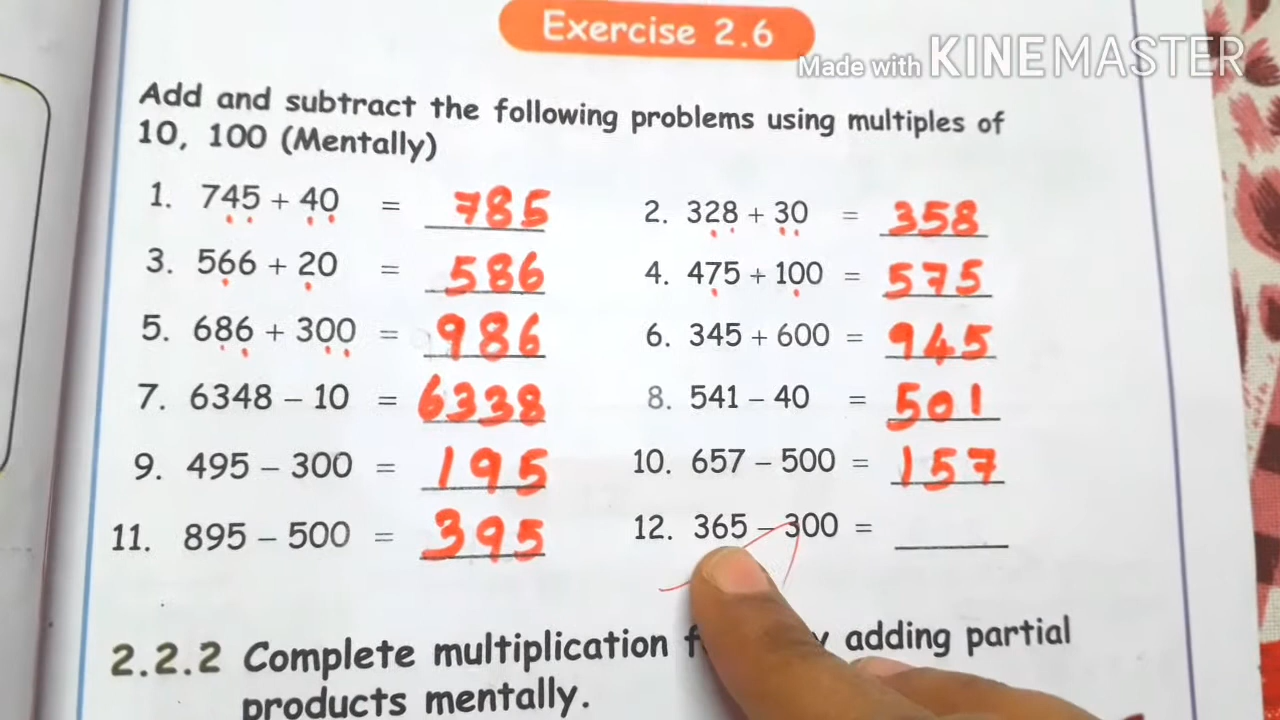 Exercise 2.6
Made with KINEMASTER
Add and subtract the following problems using multiples of
10, 100 (Mentally)
1. 745 + 40 = 785
2. 328 + 30 = 358
3. 566 + 20 = 586
4. 475 + 100 = 575
5. 686 + 300 = 986
6. 345 + 600 = 945
7. 6348 – 10 = 6338
8. 541 – 40 = 501
9. 495 – 300 = 195
10. 657 – 500 = 157
11. 895 – 500 = 395
12. 365 – 300 =
2.2.2 Complete multiplication adding partial
products mentally.